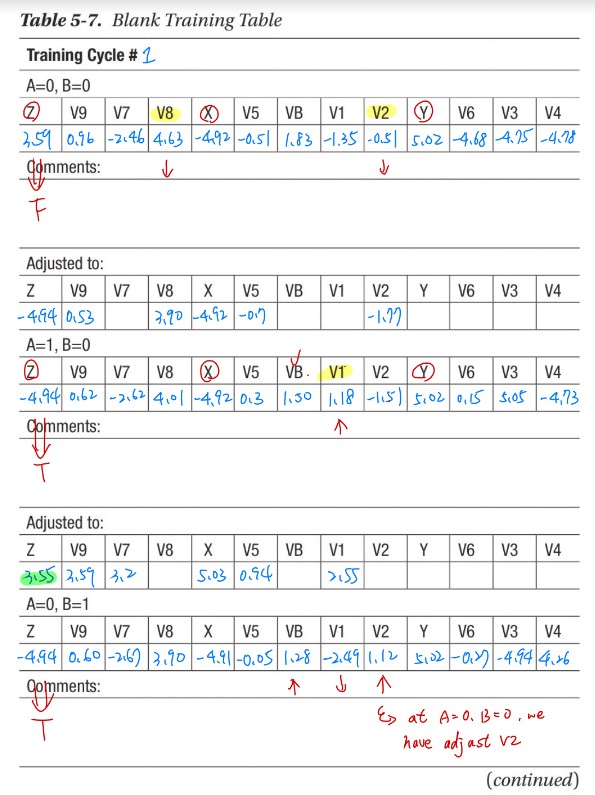 Table 5-7. Blank Training Table
Training Cycle # 1
A=0, B=0
Z V9 V7 V8 X V5 VB V1 V2 Y V6 V3 V4
3.59 0.96 -2.46 4.63 -4.92 -0.51 1.83 -1.35 -0.51 5.02 -4.68 -4.75 -4.78
Comments: ↓ ↓
F
Adjusted to:
Z V9 V7 V8 X V5 VB V1 V2 Y V6 V3 V4
-4.94 0.53 3.90 -4.92 -0.7 -1.77
A=1, B=0
Z V9 V7 V8 X V5 VB V1 V2 Y V6 V3 V4
-4.94 0.62 -2.62 4.01 -4.92 0.3 1.30 1.18 -1.51 5.02 0.15 5.05 -4.73
Comments: ↑
T
Adjusted to:
Z V9 V7 V8 X V5 VB V1 V2 Y V6 V3 V4
3.55 3.59 3.2 5.03 0.94 2.55
A=0, B=1
Z V9 V7 V8 X V5 VB V1 V2 Y V6 V3 V4
-4.94 0.60 -2.67 3.90 -4.91 -0.05 1.28 -2.49 1.12 5.02 -0.27 -4.94 4.26
Comments: ↑ ↓ ↑
T
at A=0, B=0, we
have adjast V2
(continued)